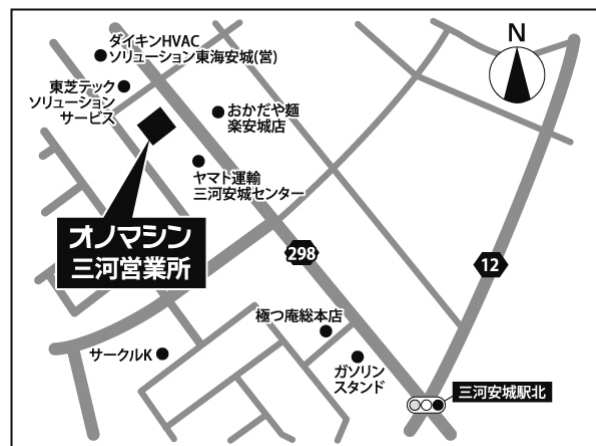 ダイキンHVAC
ソリューション東海安城(営)
N
東芝テック
ソリューション
サービス
おかだや麺
楽安城店
ヤマト運輸
三河安城センター
オノマシン
三河営業所
298
12
極つ庵総本店
サークルK
ガソリン
スタンド
三河安城駅北